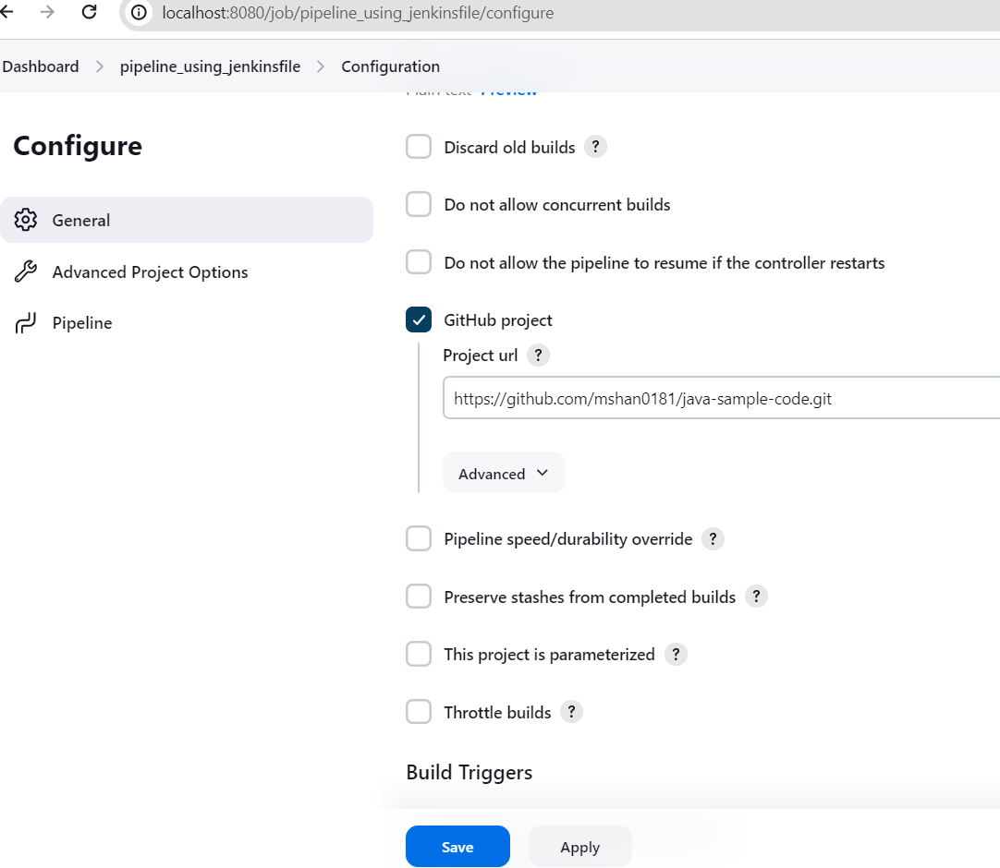 localhost:8080/job/pipeline_using_jenkinsfile/configure
Dashboard > pipeline_using_jenkinsfile > Configuration
Plain text Preview
Configure
General
Advanced Project Options
Pipeline
Discard old builds ?
Do not allow concurrent builds
Do not allow the pipeline to resume if the controller restarts
GitHub project
Project url ?
https://github.com/mshan0181/java-sample-code.git
Advanced
Pipeline speed/durability override ?
Preserve stashes from completed builds ?
This project is parameterized ?
Throttle builds ?
Build Triggers
Save
Apply